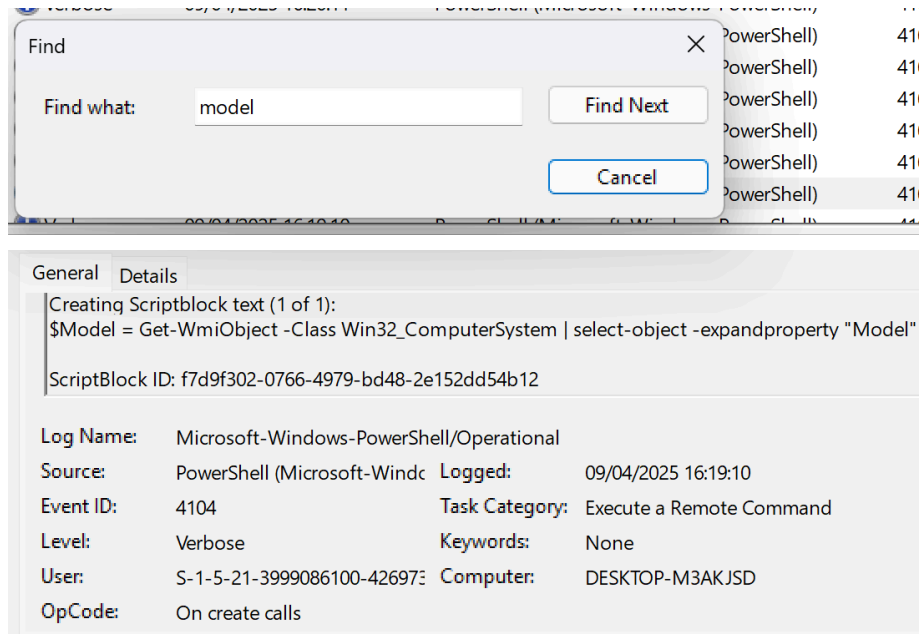 Find
Find what: model Find Next
Cancel
PowerShell)
PowerShell)
PowerShell)
PowerShell)
PowerShell)
PowerShell)
General Details
Creating Scriptblock text (1 of 1):
$Model = Get-WmiObject -Class Win32_ComputerSystem | select-object -expandproperty "Model"
ScriptBlock ID: f7d9f302-0766-4979-bd48-2e152dd54b12
Log Name: Microsoft-Windows-PowerShell/Operational
Source: PowerShell (Microsoft-Windc Logged: 09/04/2025 16:19:10
Event ID: 4104 Task Category: Execute a Remote Command
Level: Verbose Keywords: None
User: S-1-5-21-3999086100-426973 Computer: DESKTOP-M3AKJSD
OpCode: On create calls